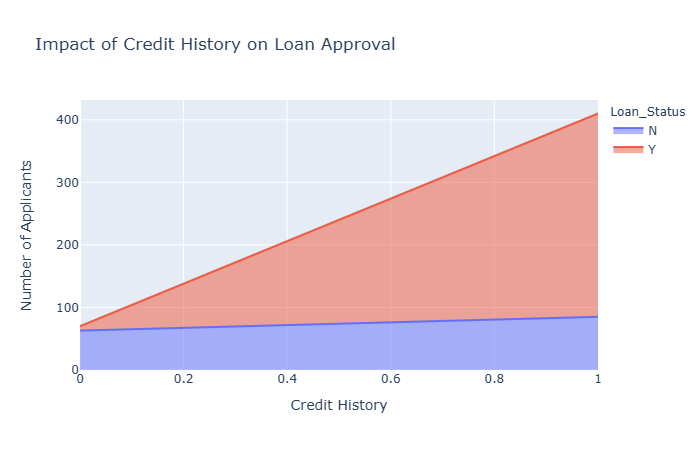 Impact of Credit History on Loan Approval
Loan_Status
N
Y
400
300
200
100
0
Number of Applicants
0
0.2
0.4
0.6
0.8
1
Credit History